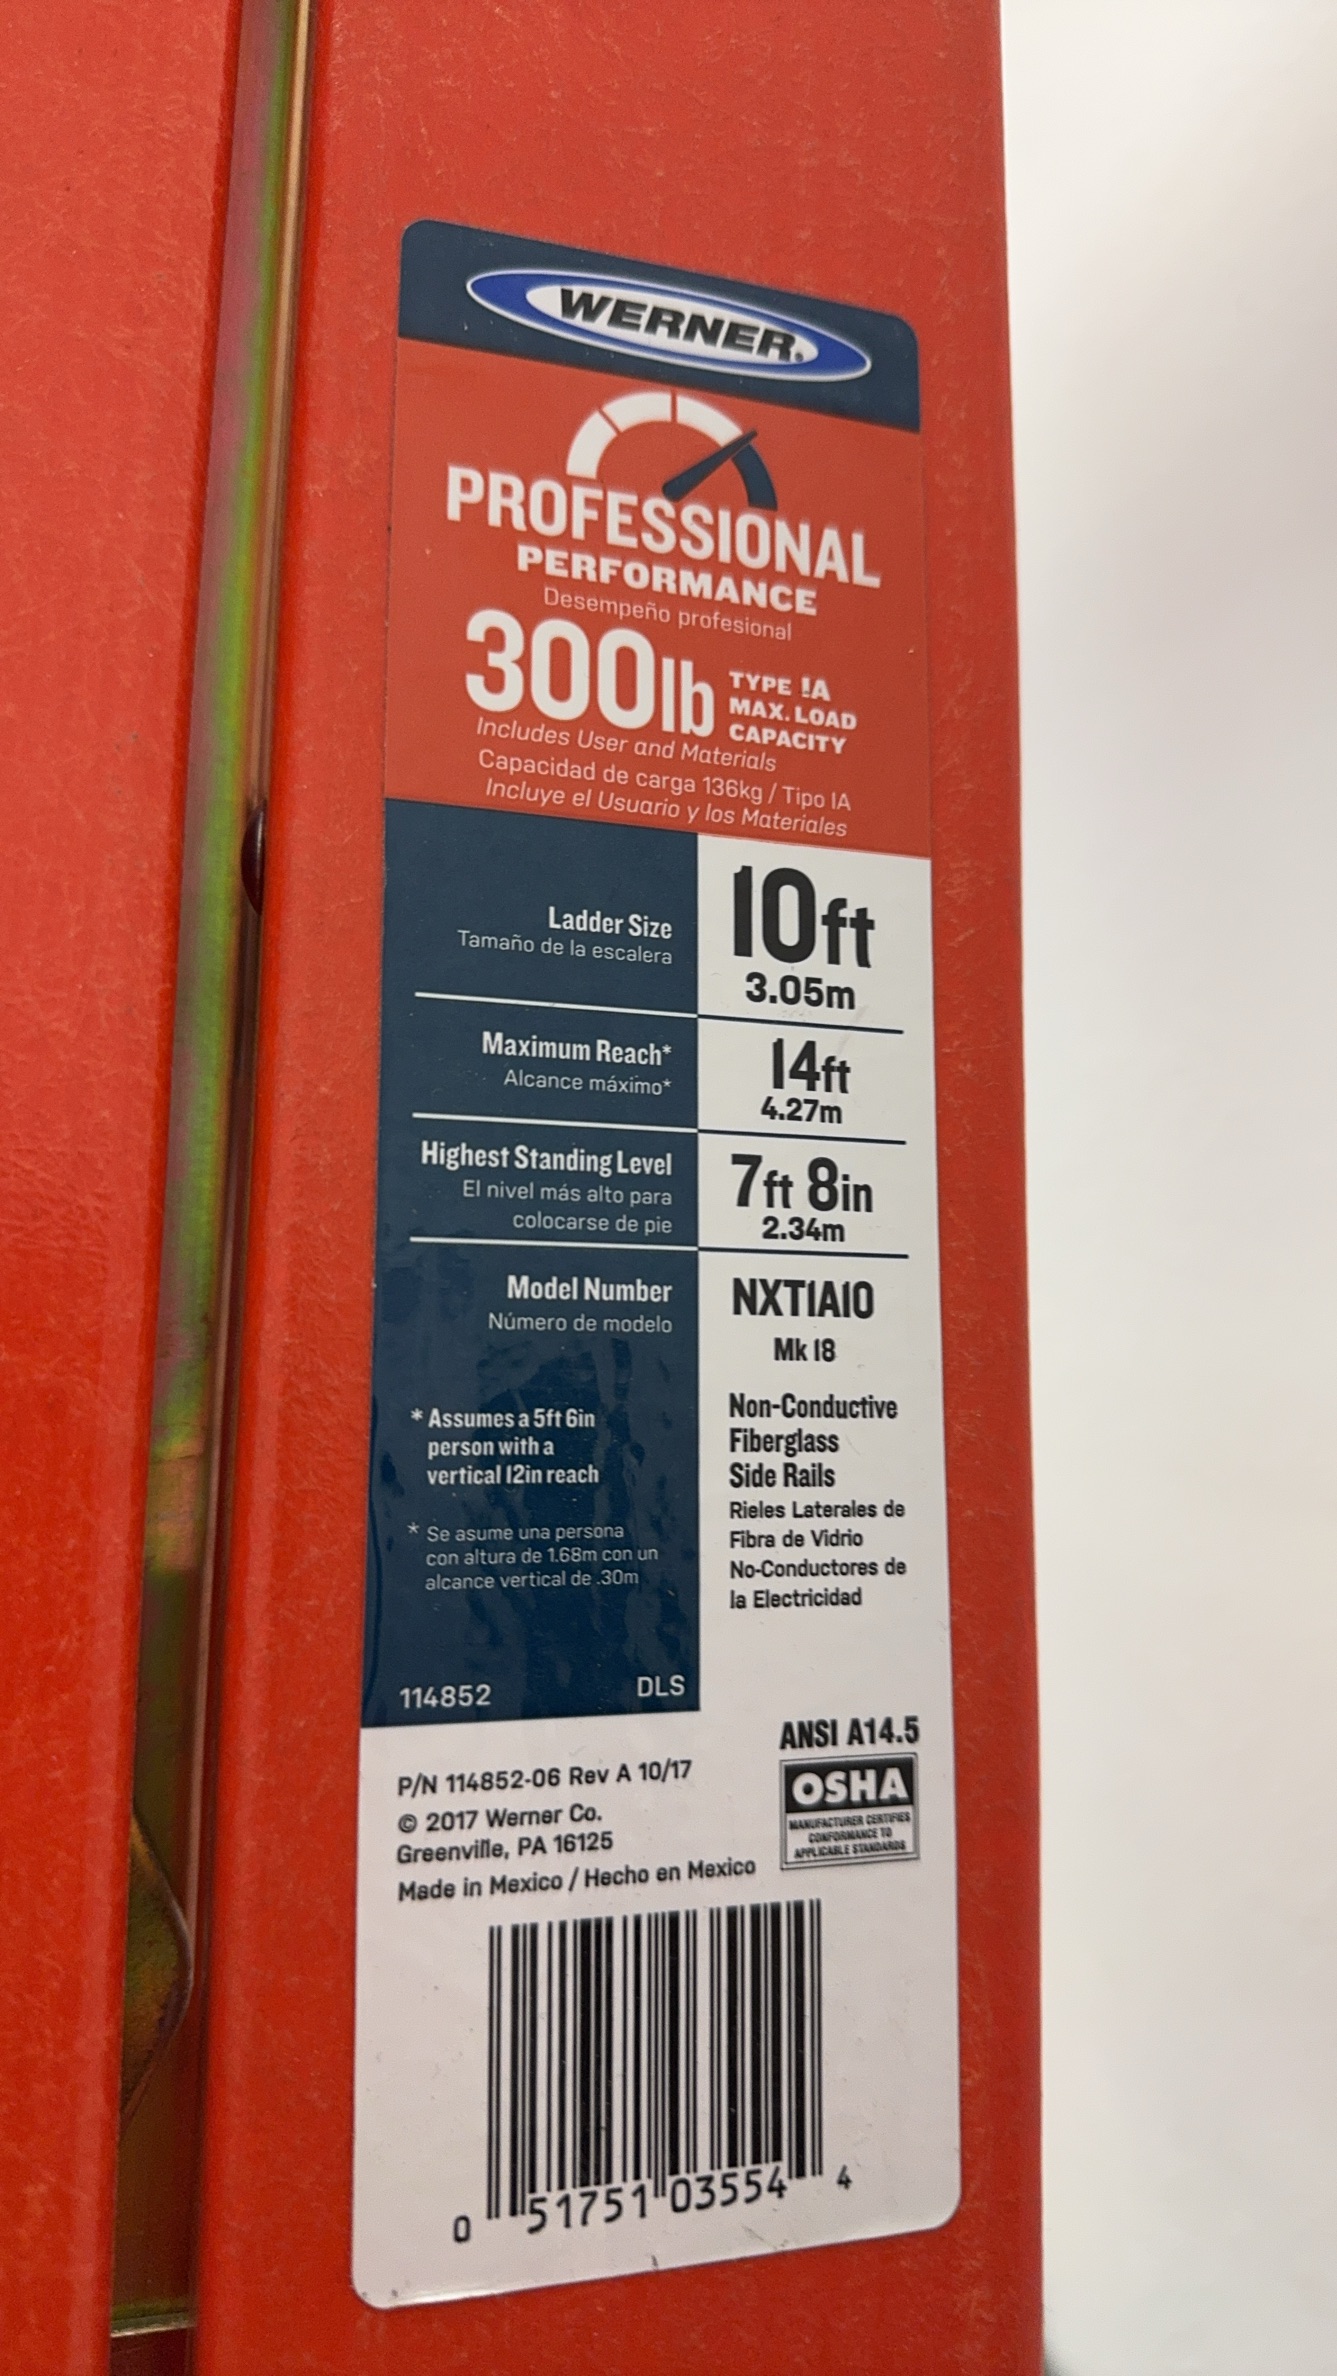 WERNER®
PROFESSIONAL
PERFORMANCE
Desempeño profesional
300lb TYPE IA MAX. LOAD CAPACITY
Includes User and Materials
Capacidad de carga 136kg / Tipo IA
Incluye el Usuario y los Materiales
Ladder Size
Tamaño de la escalera
10ft
3.05m
Maximum Reach*
Alcance máximo*
14ft
4.27m
Highest Standing Level
El nivel más alto para
colocarse de pie
7ft 8in
2.34m
Model Number
Número de modelo
NXT1A10
Mk 18
* Assumes a 5ft 6in
person with a
vertical 12in reach
* Se asume una persona
con altura de 1.68m con un
alcance vertical de .30m
Non-Conductive
Fiberglass
Side Rails
Rieles Laterales de
Fibra de Vidrio
No-Conductores de
la Electricidad
114852 DLS
ANSI A14.5
OSHA
MANUFACTURER CERTIFIES
CONFORMANCE TO
APPLICABLE STANDARDS
P/N 114852-06 Rev A 10/17
© 2017 Werner Co.
Greenville, PA 16125
Made in Mexico / Hecho en Mexico
0 51751 03554 4